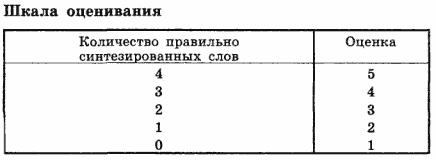 Шкала оценивания
Количество правильно синтезированных слов Оценка
4 5
3 4
2 3
1 2
0 1